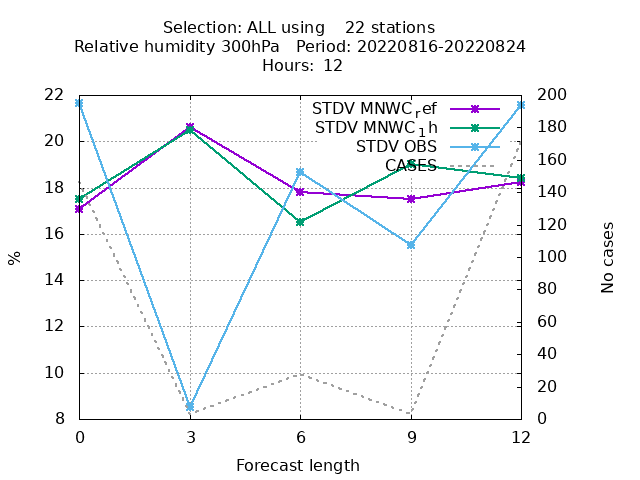 Selection: ALL using 22 stations
Relative humidity 300hPa Period: 20220816-20220824
Hours: 12
STDV MNWC_ref
STDV MNWC_1h
STDV OBS
CASES
22
20
18
16
14
12
10
8
%
200
180
160
140
120
100
80
60
40
20
0
No cases
0 3 6 9 12
Forecast length